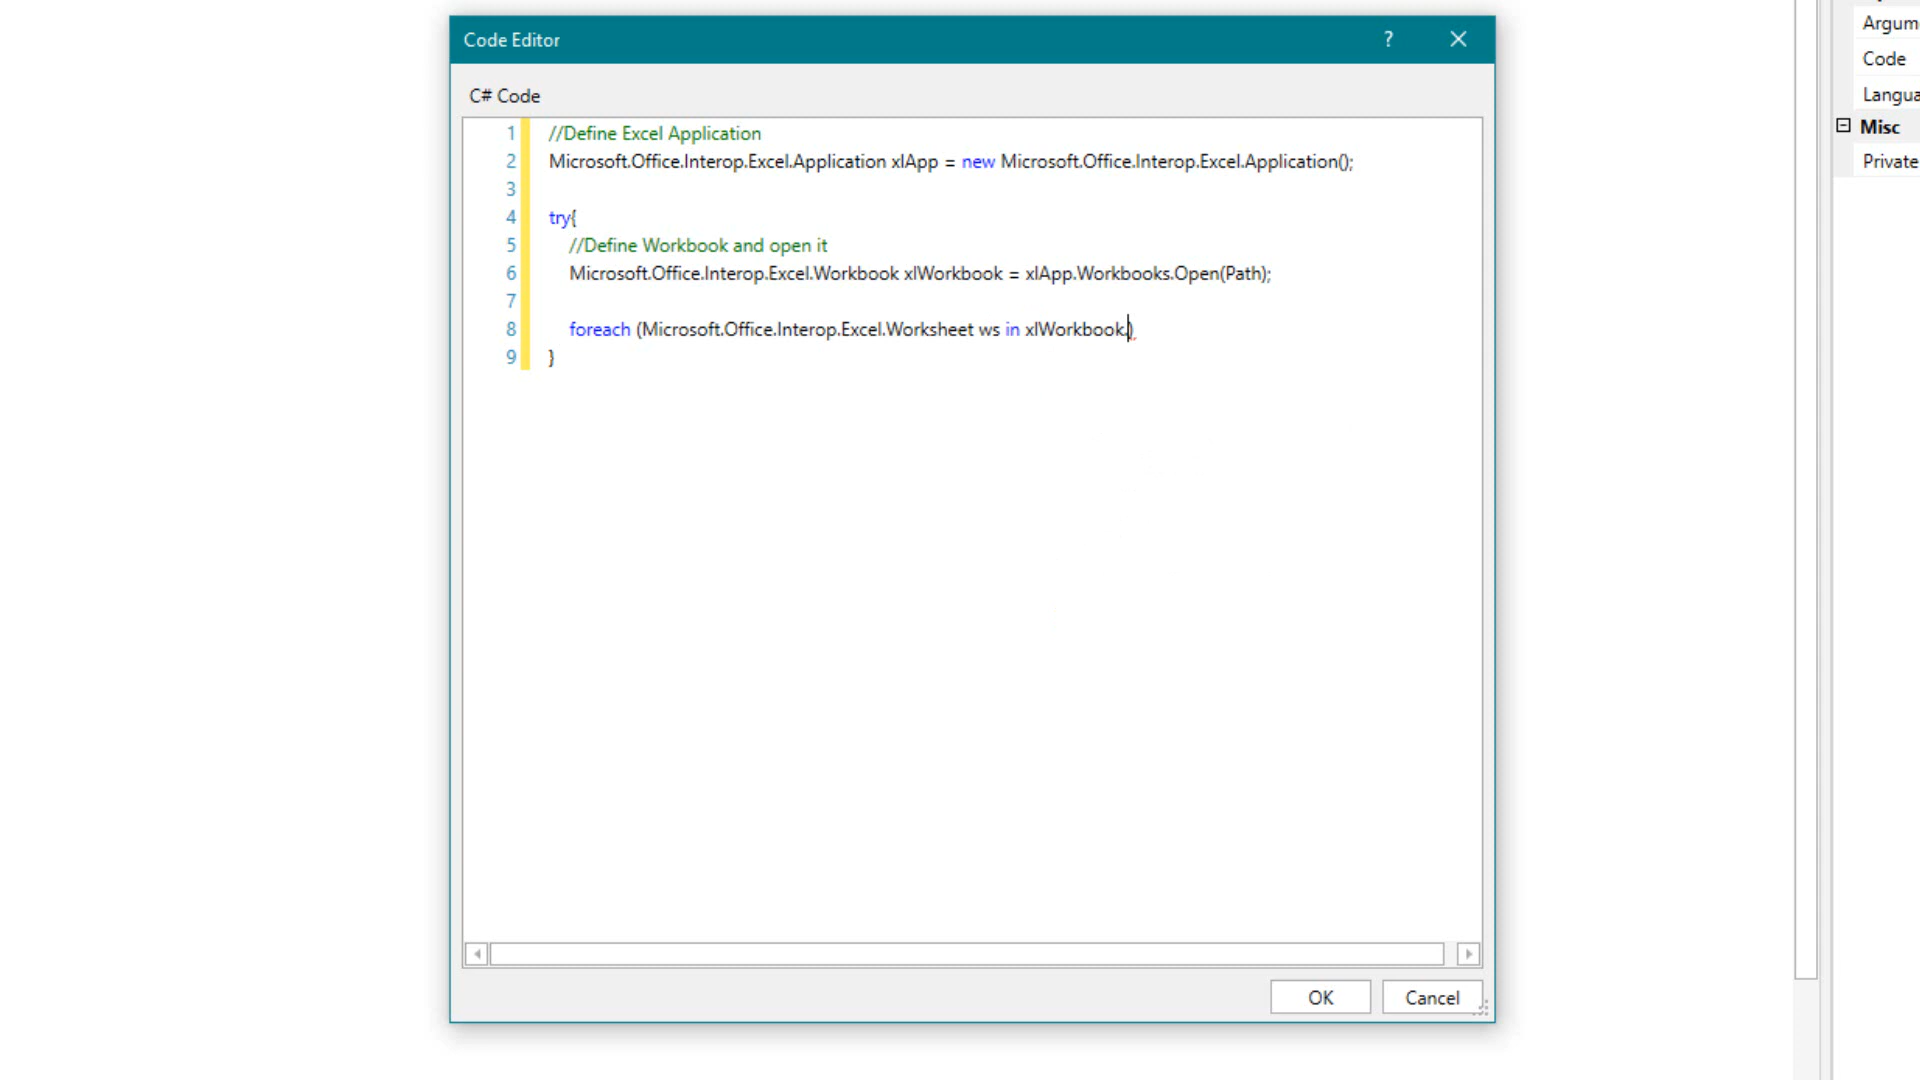 Code Editor
?
C# Code
1 //Define Excel Application
2 Microsoft.Office.Interop.Excel.Application xlApp = new Microsoft.Office.Interop.Excel.Application();
3
4 try{
5 //Define Workbook and open it
6 Microsoft.Office.Interop.Excel.Workbook xlWorkbook = xlApp.Workbooks.Open(Path);
7
8 foreach (Microsoft.Office.Interop.Excel.Worksheet ws in xlWorkbook.)
9 }
OK Cancel
Argum
Code
Langua
Misc
Private